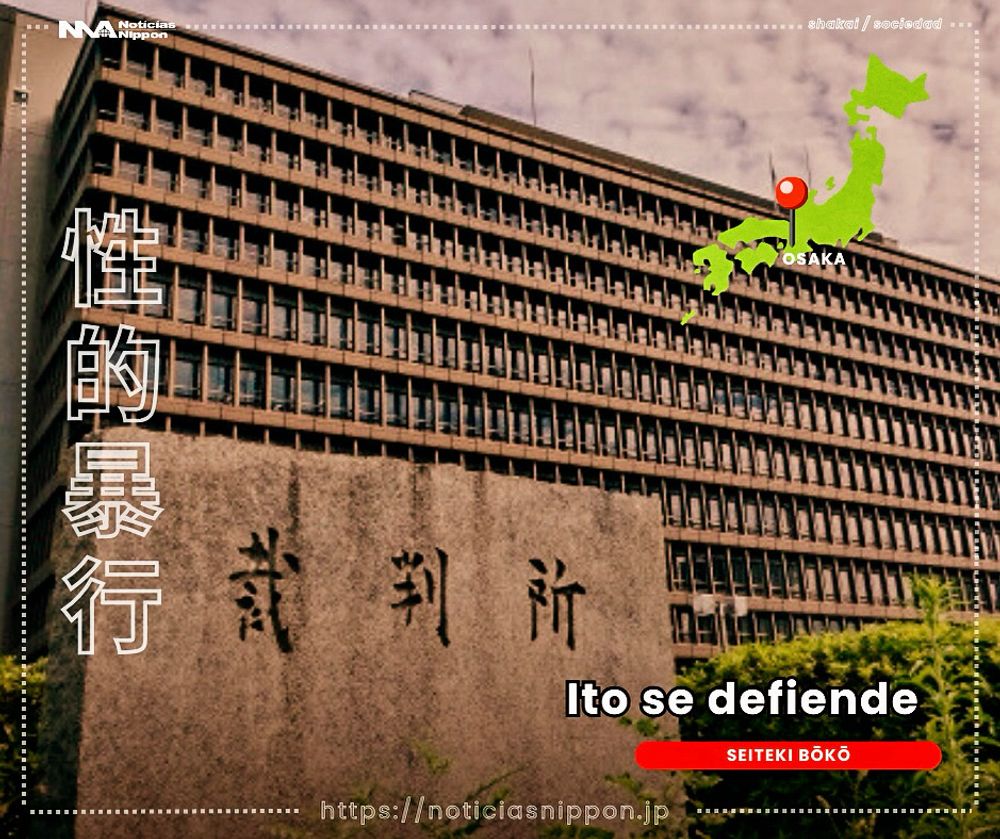 NNA Noticias
Nippon
shakai / sociedad
OSAKA
性的暴行
裁判所
Ito se defiende
SEITEKI BŌKŌ
https://noticiasnippon.jp